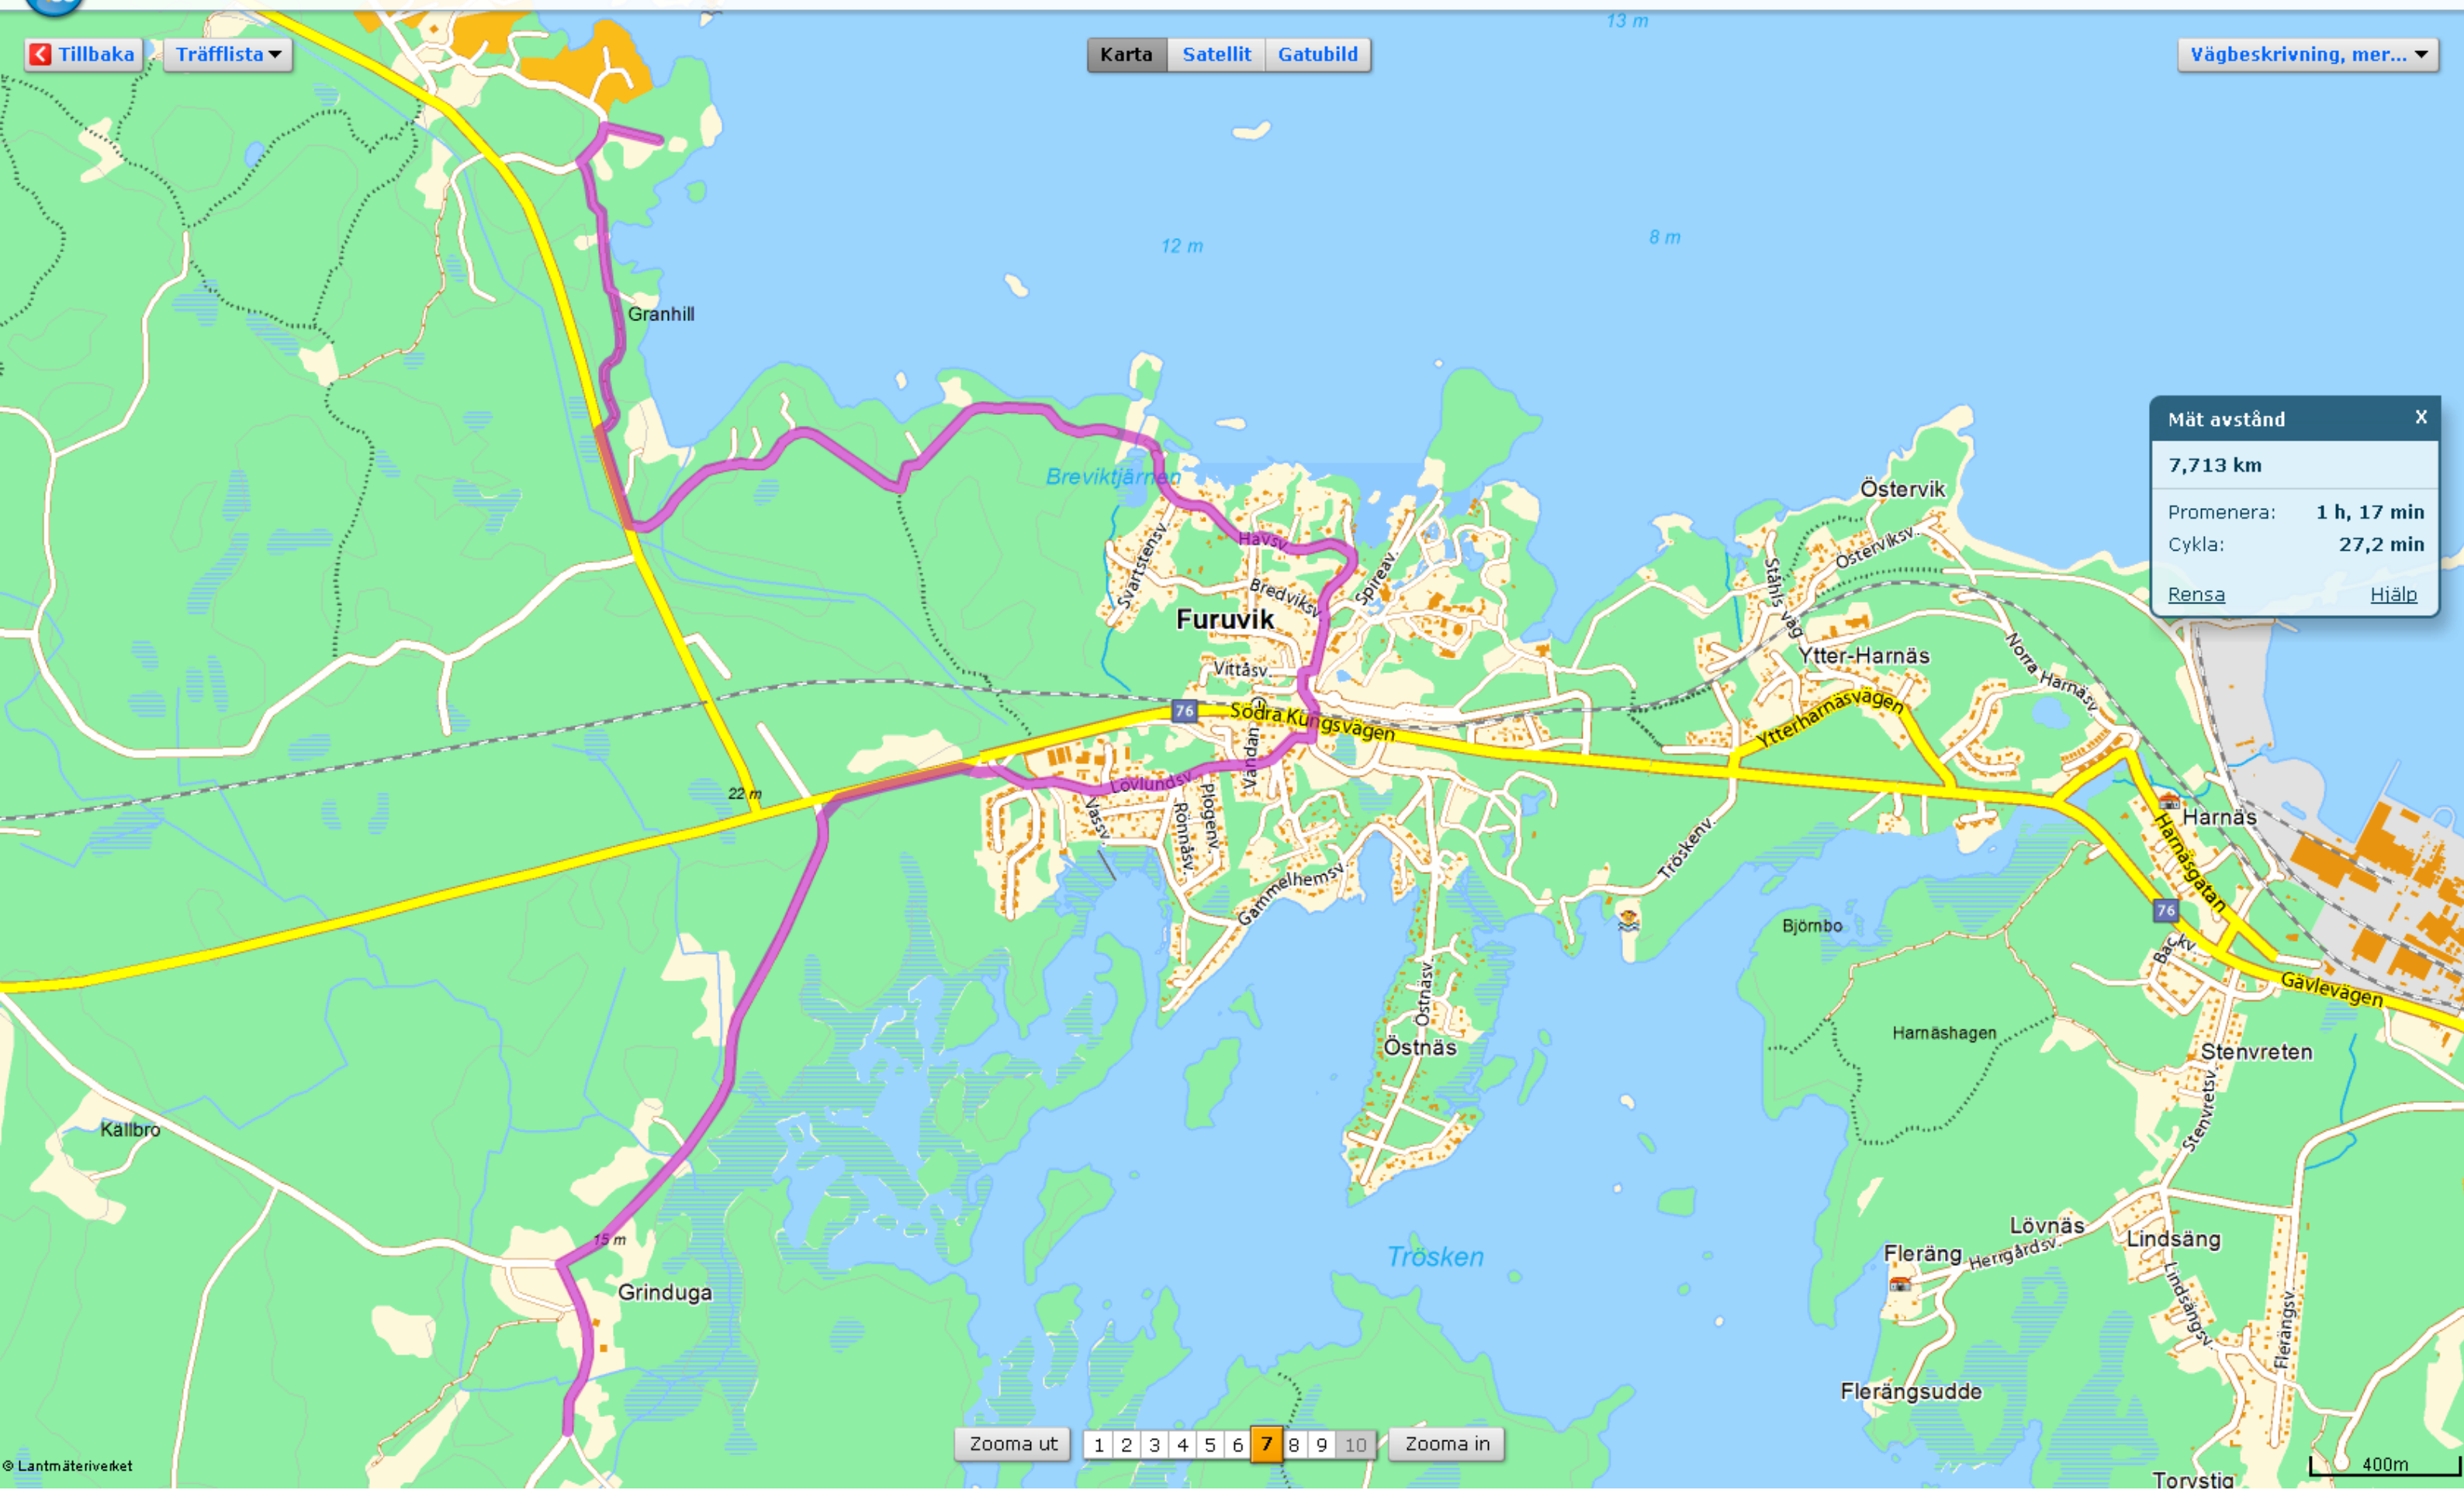 13 m
Tillbaka
Träfflista
Karta
Satellit
Gatubild
Vägbeskrivning, mer...
12 m
8 m
Granhill
Mät avstånd
X
7,713 km
Promenera:
1 h, 17 min
Cykla:
27,2 min
Rensa
Hjälp
Breviktjärnen
Östervik
Österviksv.
Svartstensv.
Havsv.
Bredviksv.
Spireav.
Ståhls väg
Furuvik
Vittåsv.
Ytter-Harnäs
Norra Harnäsv.
Ytterharnäsvägen
76
Södra Kungsvägen
Vändan
22 m
Lövlundsv.
Vassv.
Rönnåsv.
Plogenv.
Gammelhemsv.
Tröskenv.
Harnäs
Harnäsgatan
76
Björnbo
Backv.
Gävlevägen
Östnäsv.
Östnäs
Harnäshagen
Stenvreten
Stenvretsv.
Källbro
15 m
Grinduga
Trösken
Lövnäs
Fleräng
Herrgårdsv.
Lindsäng
Lindsängsv.
Flerängsv.
Flerängsudde
Zooma ut
1 2 3 4 5 6 7 8 9 10
Zooma in
© Lantmäteriverket
400m
Torvstig